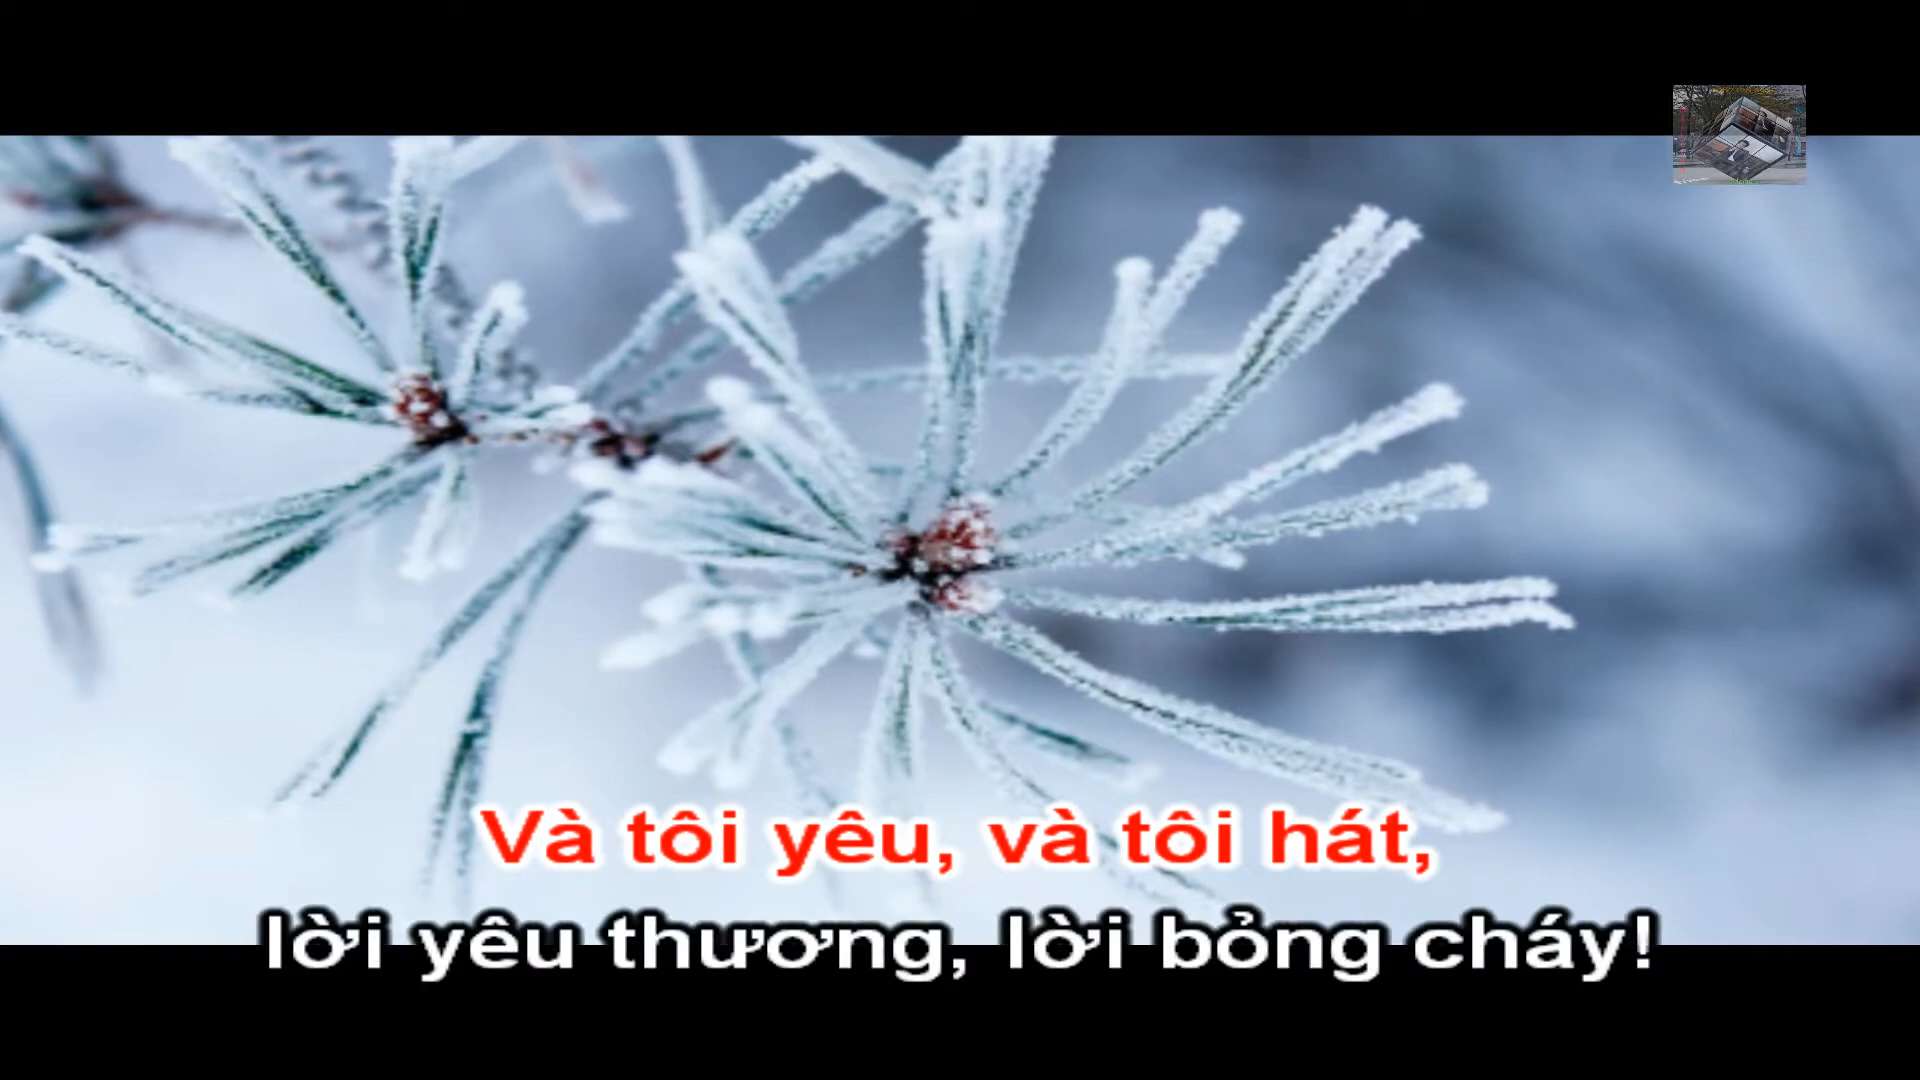 Và tôi yêu, và tôi hát,
lời yêu thương, lời bỏng cháy!